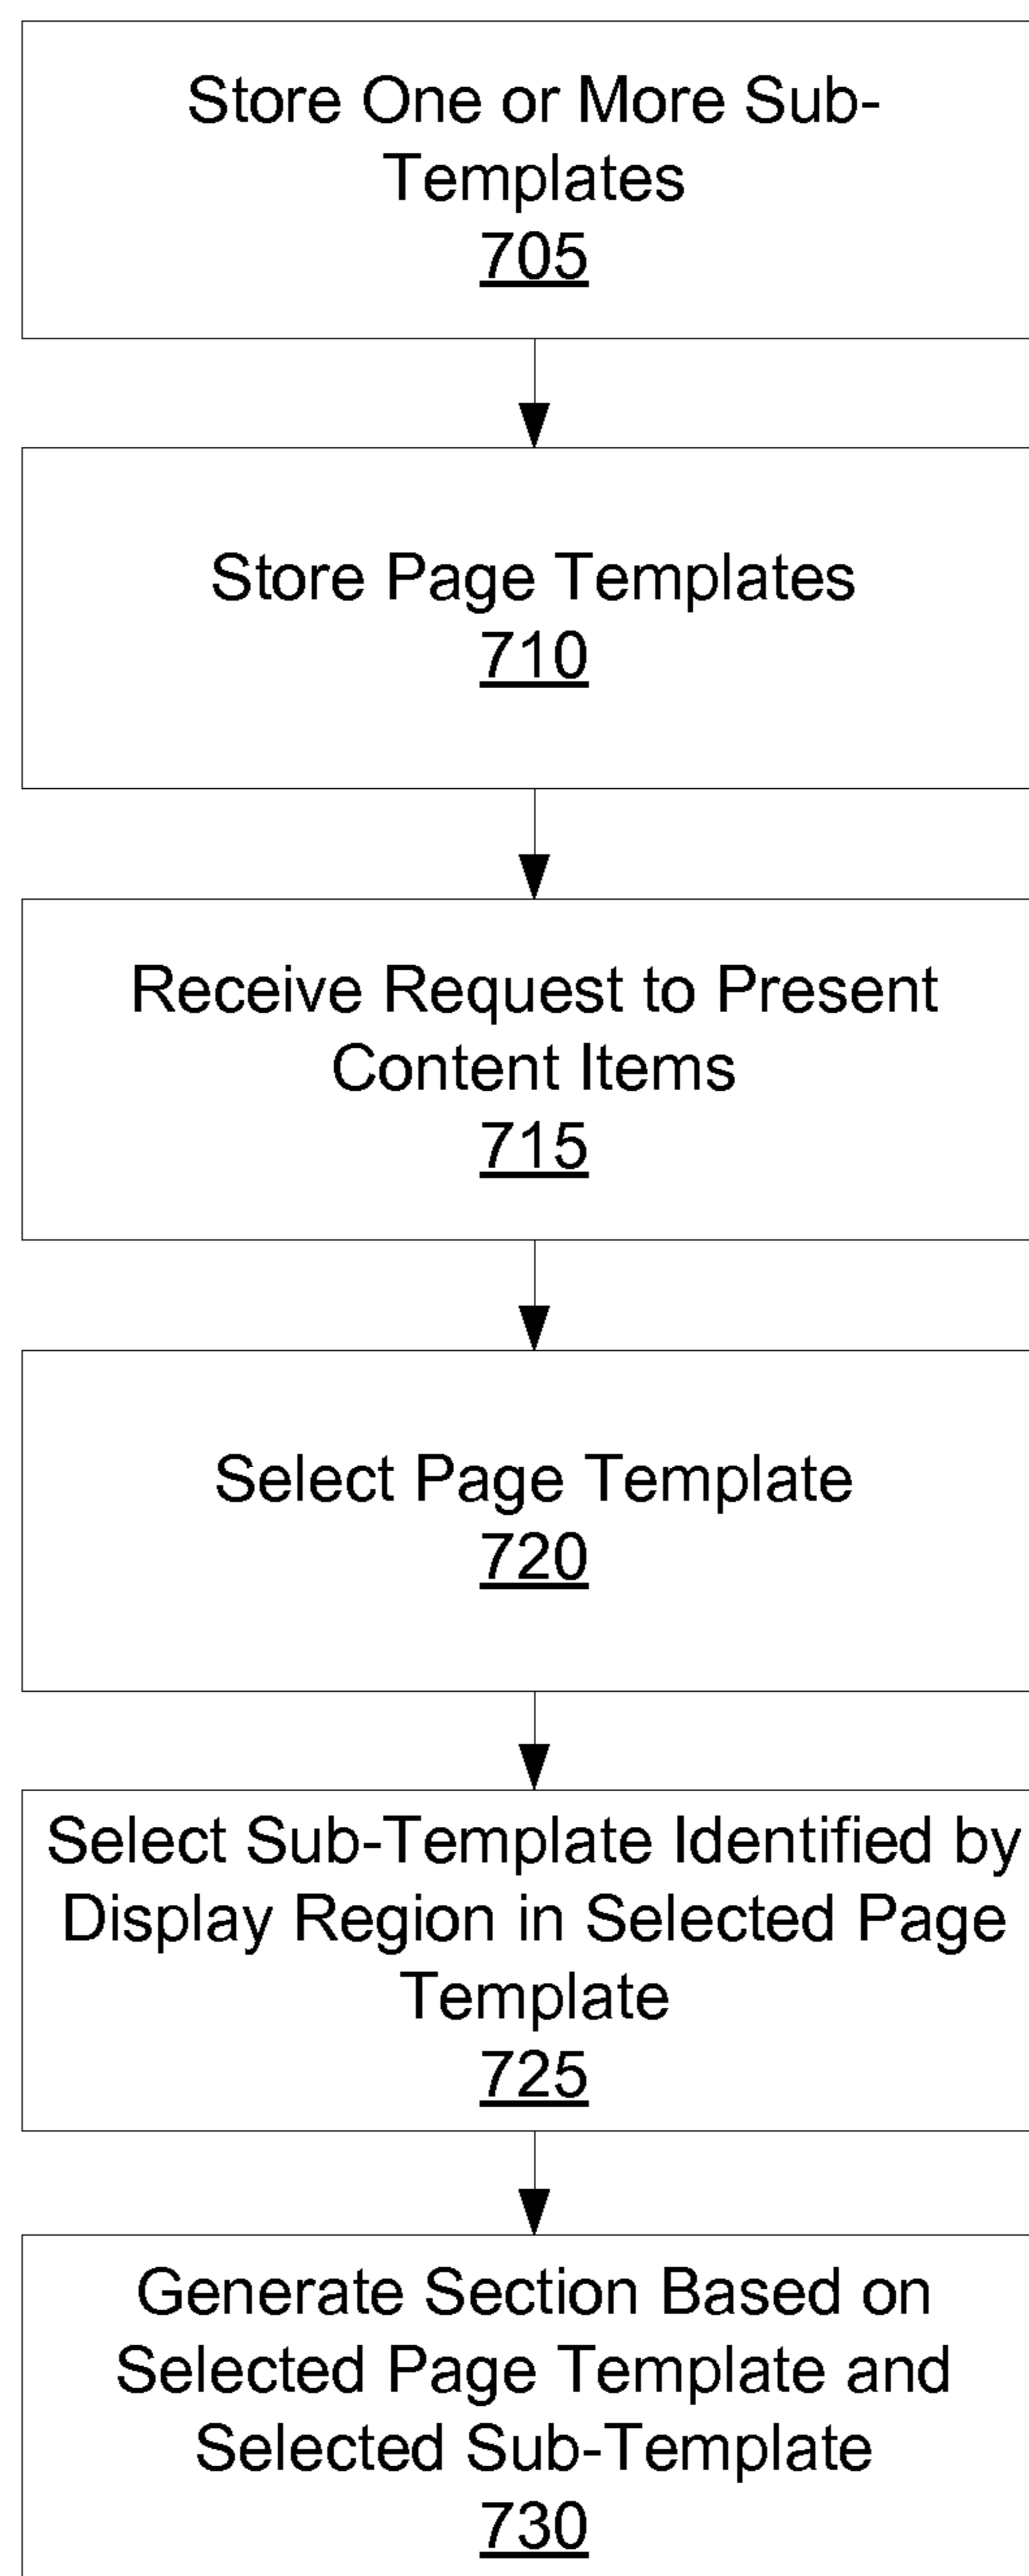 Store One or More Sub-
Templates
705
Store Page Templates
710
Receive Request to Present
Content Items
715
Select Page Template
720
Select Sub-Template Identified by
Display Region in Selected Page
Template
725
Generate Section Based on
Selected Page Template and
Selected Sub-Template
730